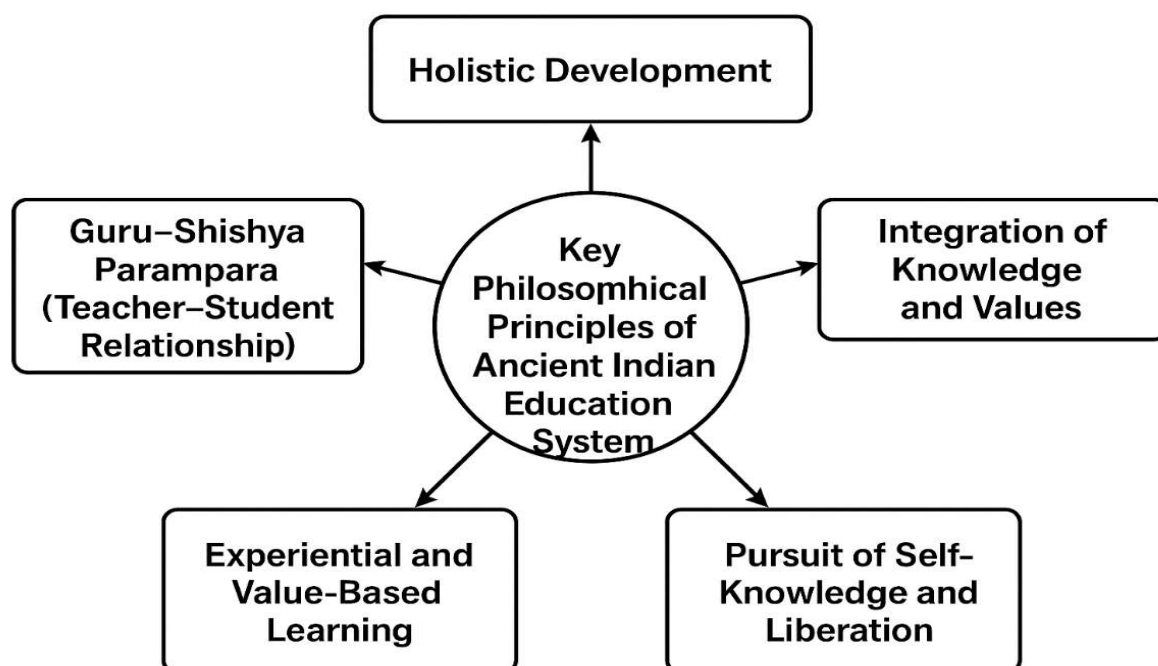 Holistic Development
Guru–Shishya
Parampara
(Teacher–Student
Relationship)
Key
Philosomhical
Principles of
Ancient Indian
Education
System
Integration of
Knowledge
and Values
Experiential and
Value-Based
Learning
Pursuit of Self-
Knowledge and
Liberation